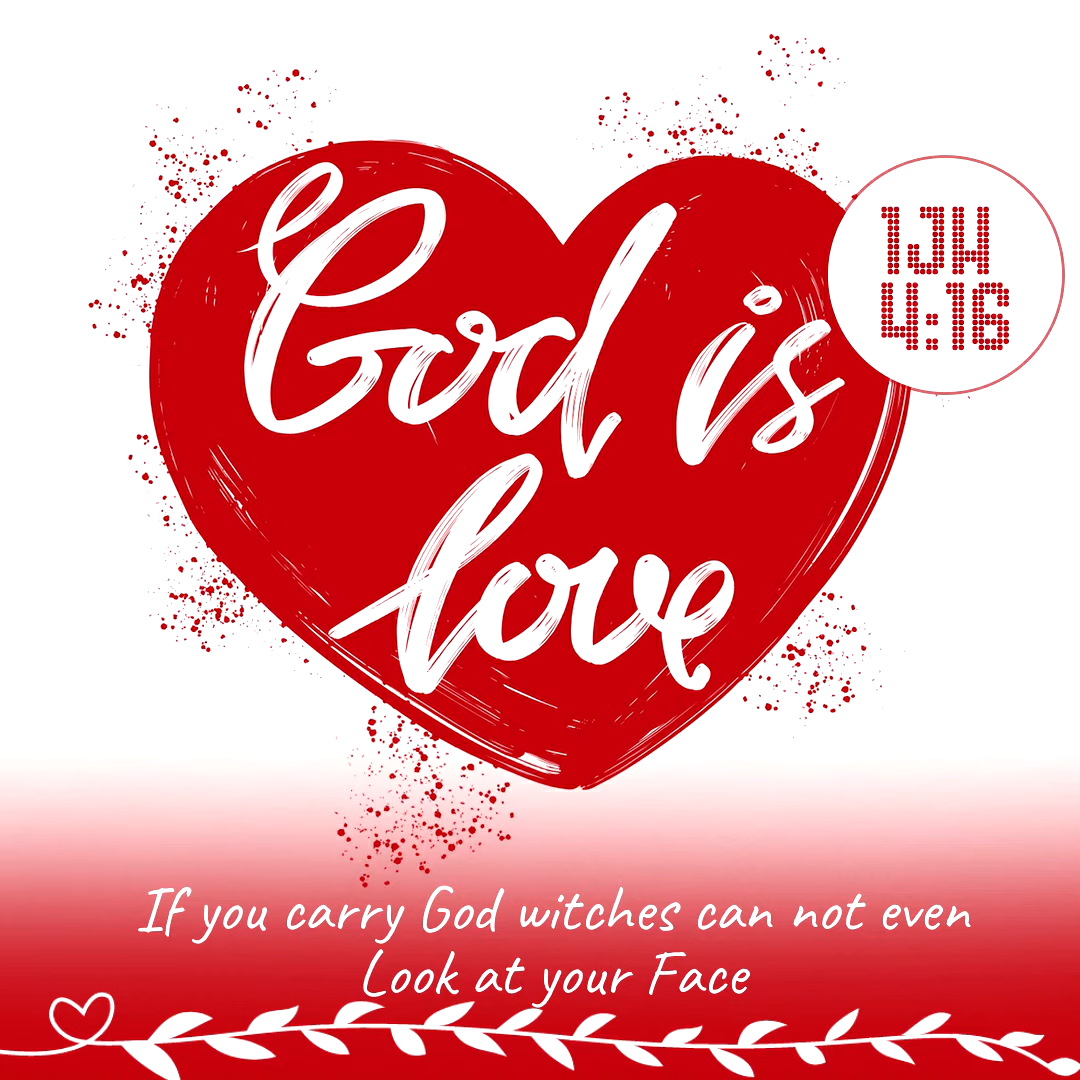 God is
love
1JH
4:16
If you carry God witches can not even
Look at your Face